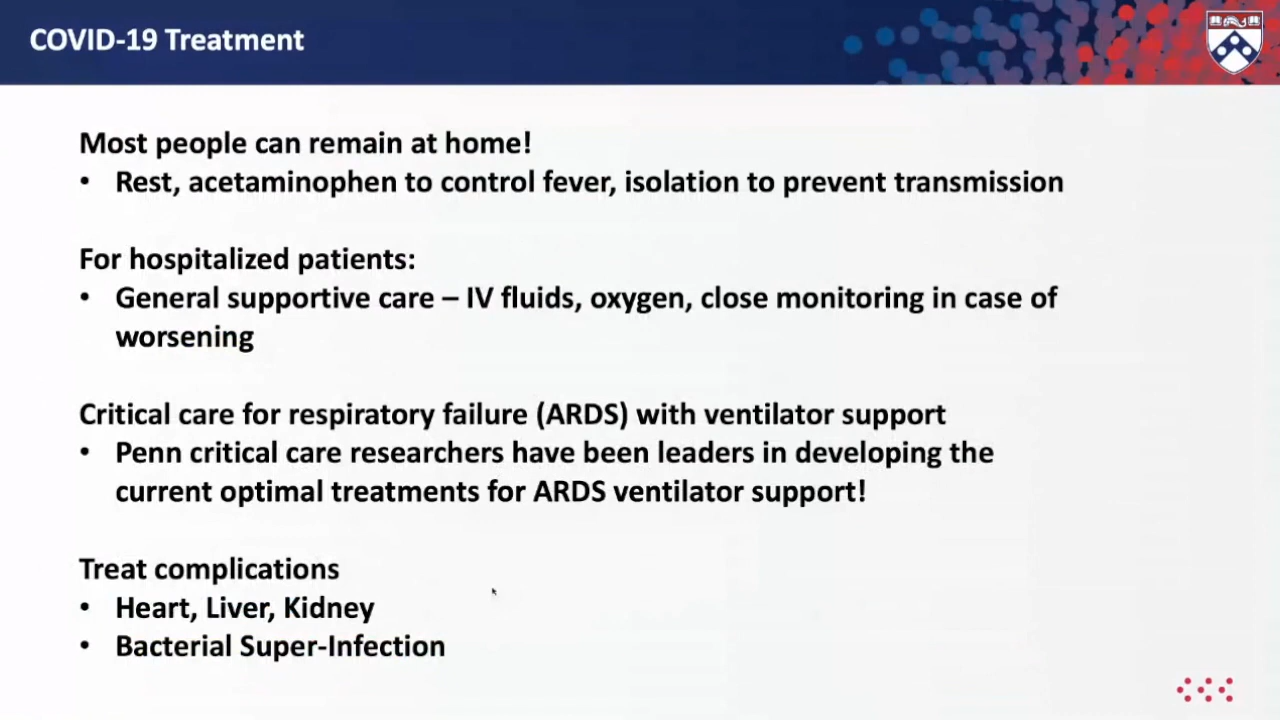 COVID-19 Treatment
Most people can remain at home!
• Rest, acetaminophen to control fever, isolation to prevent transmission
For hospitalized patients:
• General supportive care – IV fluids, oxygen, close monitoring in case of
worsening
Critical care for respiratory failure (ARDS) with ventilator support
• Penn critical care researchers have been leaders in developing the
current optimal treatments for ARDS ventilator support!
Treat complications
• Heart, Liver, Kidney
• Bacterial Super-Infection